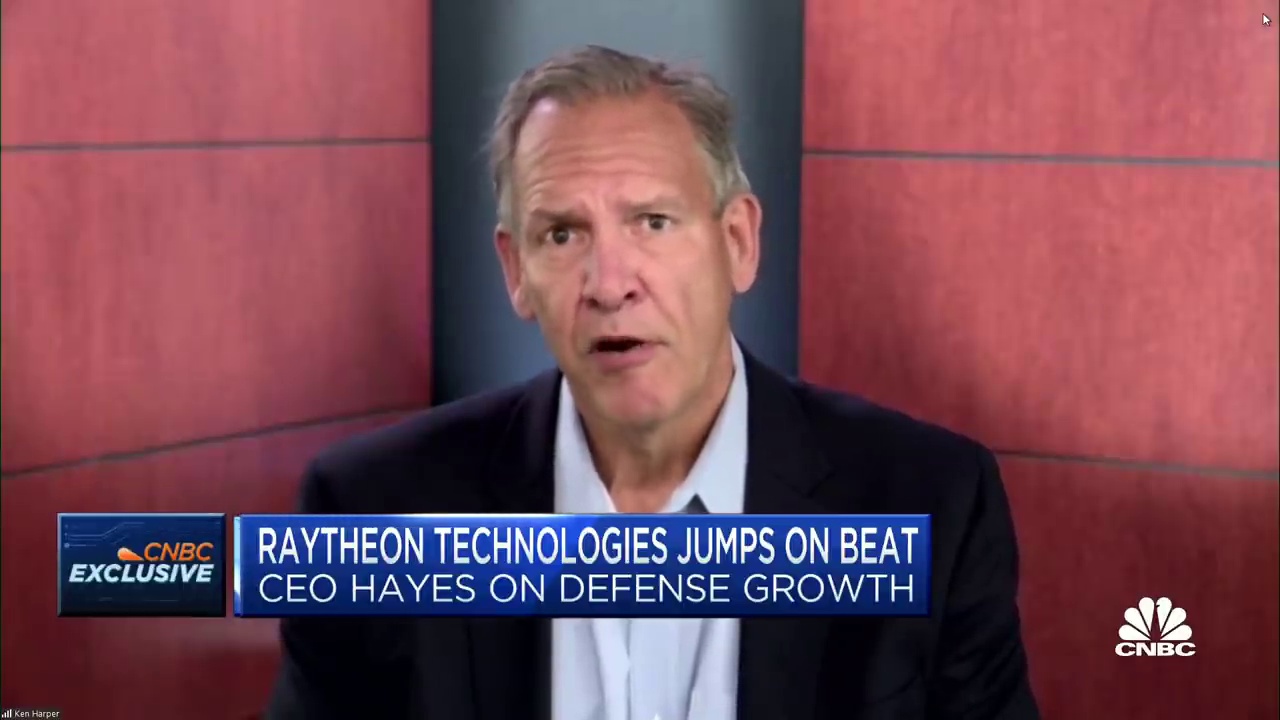 CNBC
EXCLUSIVE
RAYTHEON TECHNOLOGIES JUMPS ON BEAT
CEO HAYES ON DEFENSE GROWTH
CNBC
Ken Harper